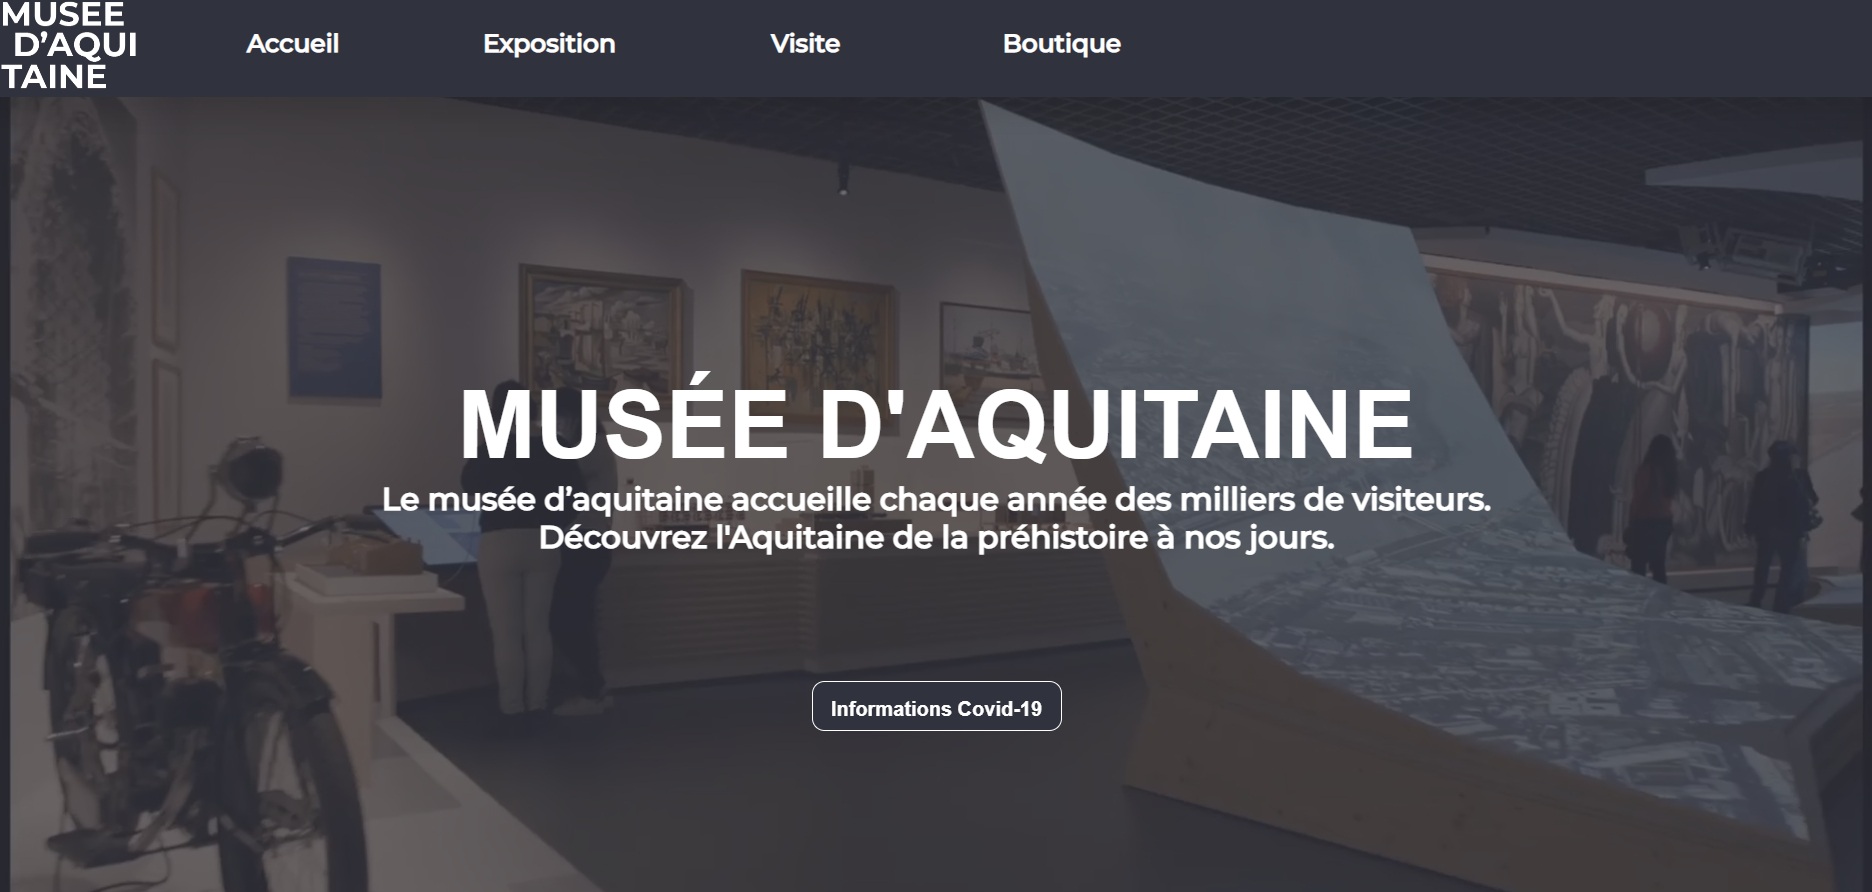 MUSEE
D’AQUI
TAINE
Accueil
Exposition
Visite
Boutique
MUSÉE D'AQUITAINE
Le musée d’aquitaine accueille chaque année des milliers de visiteurs.
Découvrez l'Aquitaine de la préhistoire à nos jours.
Informations Covid-19